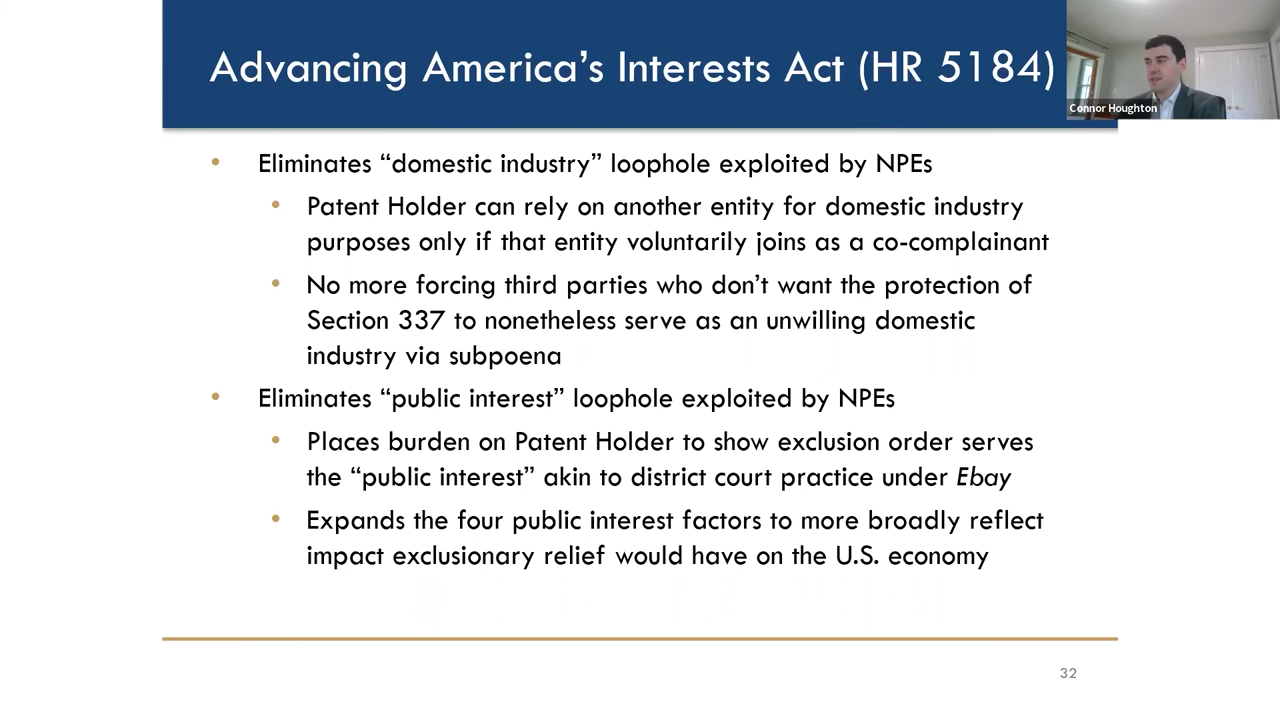 Advancing America’s Interests Act (HR 5184)
Connor Houghton
• Eliminates “domestic industry” loophole exploited by NPEs
• Patent Holder can rely on another entity for domestic industry
purposes only if that entity voluntarily joins as a co-complainant
• No more forcing third parties who don’t want the protection of
Section 337 to nonetheless serve as an unwilling domestic
industry via subpoena
• Eliminates “public interest” loophole exploited by NPEs
• Places burden on Patent Holder to show exclusion order serves
the “public interest” akin to district court practice under Ebay
• Expands the four public interest factors to more broadly reflect
impact exclusionary relief would have on the U.S. economy
32